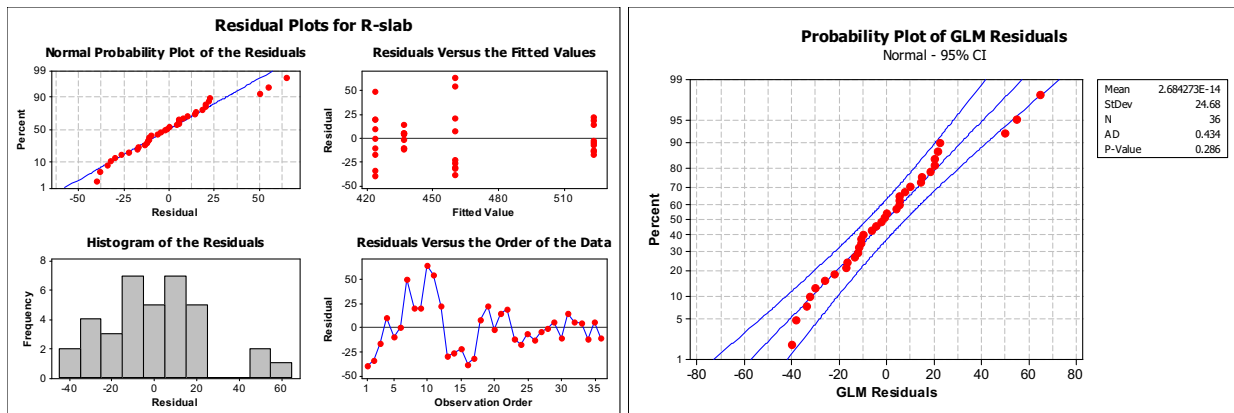 Residual Plots for R-slab
Normal Probability Plot of the Residuals
99
90
50
10
1
Percent
-50
-25
0
25
50
Residual
Residuals Versus the Fitted Values
50
25
0
-25
-50
Residual
420
450
480
510
Fitted Value
Histogram of the Residuals
8
6
4
2
0
Frequency
-40
-20
0
20
40
60
Residual
Residuals Versus the Order of the Data
50
25
0
-25
-50
Residual
1
5
10
15
20
25
30
35
Observation Order
Probability Plot of GLM Residuals
Normal - 95% CI
99
95
90
80
70
60
50
40
30
20
10
5
1
Percent
-80
-60
-40
-20
0
20
40
60
80
GLM Residuals
Mean 2.684273E-14
StDev 24.68
N 36
AD 0.434
P-Value 0.286